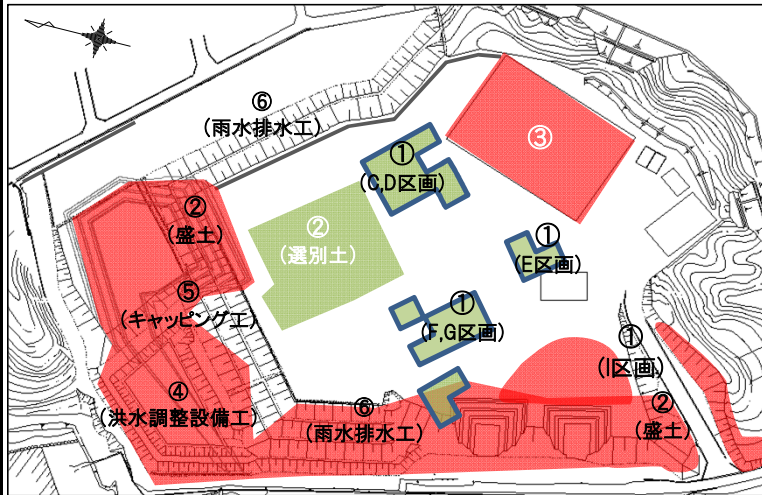 ⑥
(雨水排水工)
①
(C,D区画)
③
②
(盛土)
②
(選別土)
①
(E区画)
⑤
(キャッピング工)
①
(F,G区画)
①
(I区画)
④
(洪水調整設備工)
⑥
(雨水排水工)
②
(盛土)